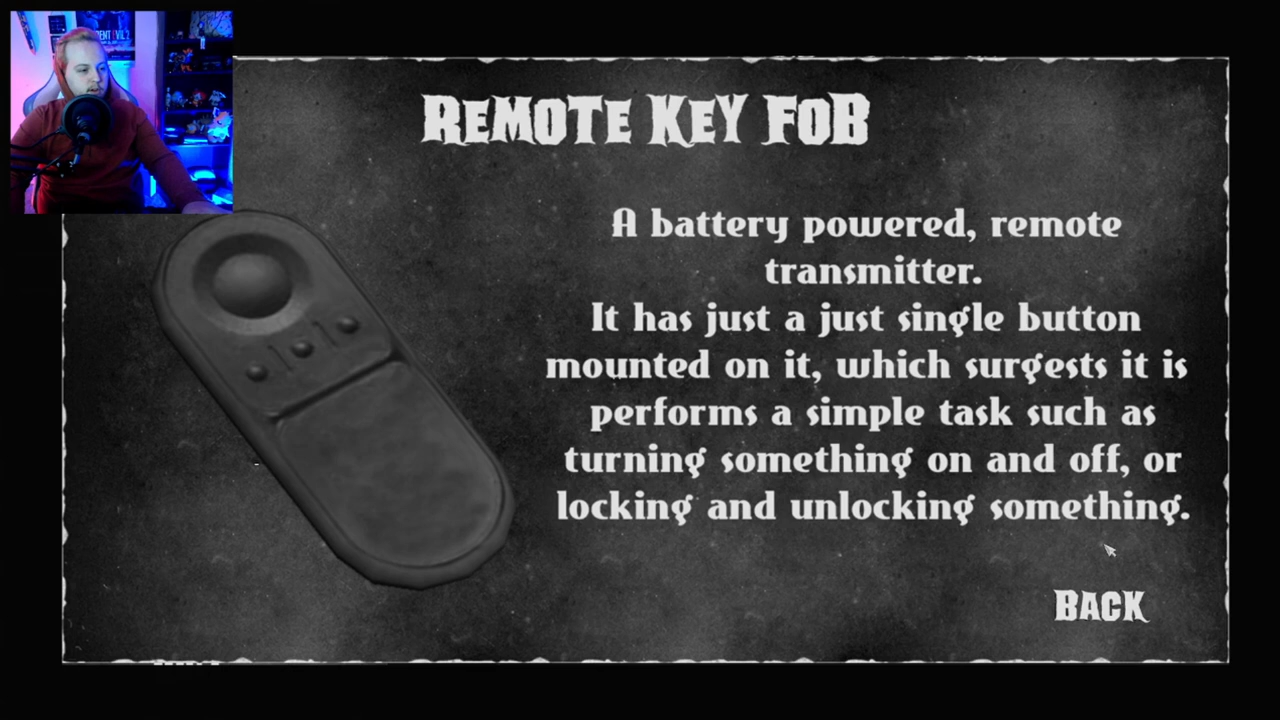 REMOTE KEY FOB
A battery powered, remote
transmitter.
It has just a just single button
mounted on it, which surgests it is
performs a simple task such as
turning something on and off, or
locking and unlocking something.
BACK